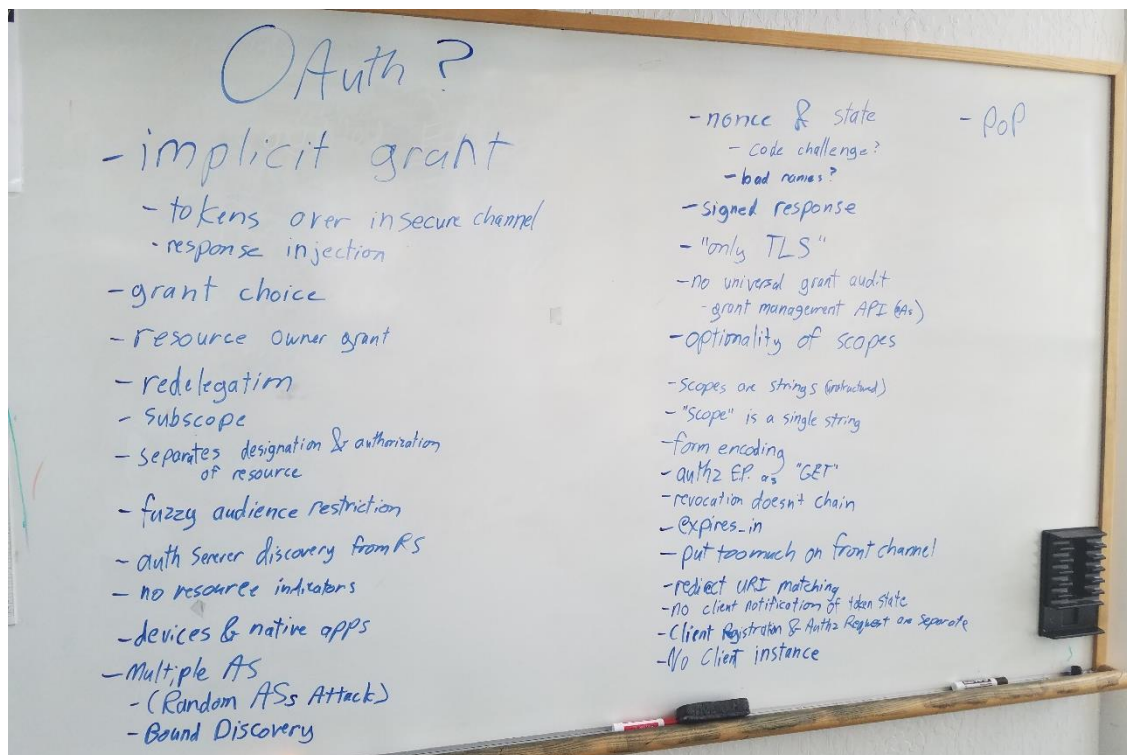 OAuth?
- implicit grant
- tokens over insecure channel
- response injection
- grant choice
- resource owner grant
- redelegation
- subscope
- separates designation & authorization
of resource
- fuzzy audience restriction
- auth server discovery from RS
- no resource indicators
- devices & native apps
- Multiple AS
- (Random ASs Attack)
- Bound Discovery
- nonce & state
- code challenge?
- bad names?
- signed response
- "only TLS"
- no universal grant audit
- grant management API
- optionality of scopes
- scopes are strings
- "scope" is a single string
- form encoding
- authz EP. as "GET"
- revocation doesn't chain
- expires_in
- put too much on front channel
- redirect URI matching
- no client notification of token state
- Client Registration & Authz Request are separate
- No Client instance
- PoP